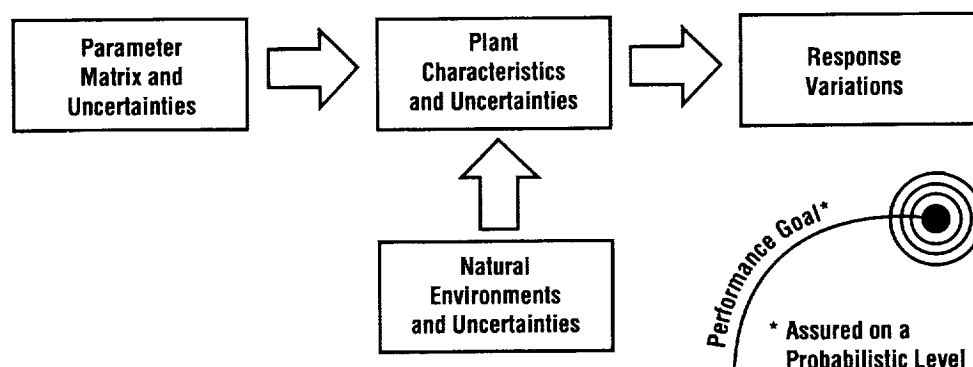 Parameter
Matrix and
Uncertainties
Plant
Characteristics
and Uncertainties
Response
Variations
Natural
Environments
and Uncertainties
Performance Goal*
* Assured on a
Probabilistic Level